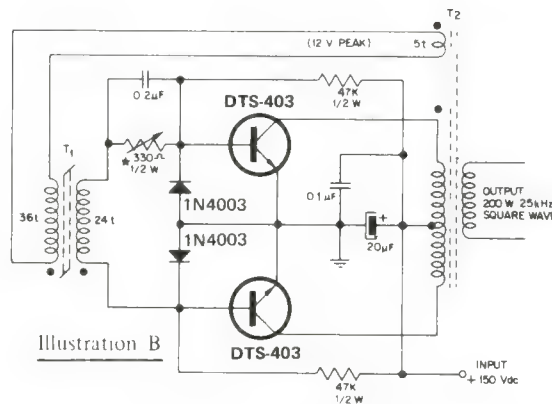 T2
(12 V PEAK)
5t
0.2µF
47K
1/2 W
DTS-403
T1
★ 330Ω
1/2 W
1N4003
0.1µF
36t
24t
1N4003
+
20µF
OUTPUT
200 W 25kHz
SQUARE WAVE
Illustration B
DTS-403
47K
1/2 W
INPUT
+ 150 Vdc